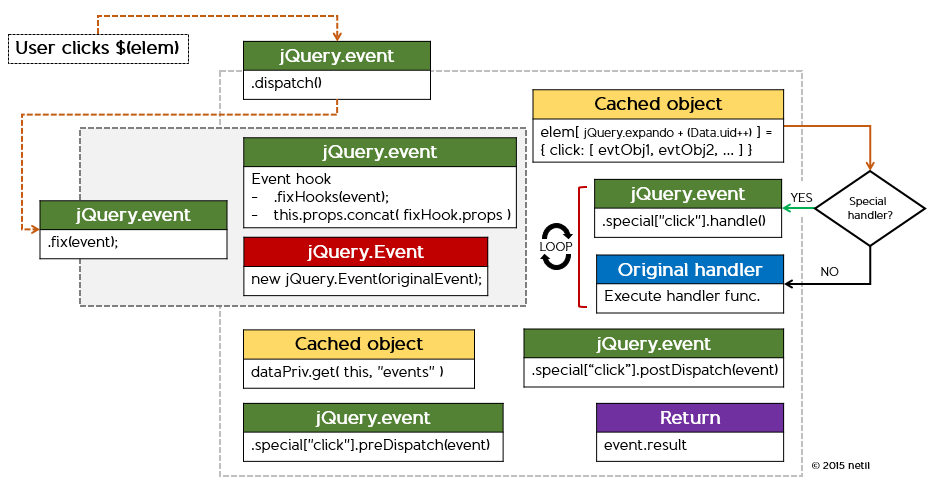 User clicks $(elem)
jQuery.event
.dispatch()
jQuery.event
.fix(event);
jQuery.event
Event hook
- .fixHooks(event);
- this.props.concat( fixHook.props )
jQuery.Event
new jQuery.Event(originalEvent);
Cached object
dataPriv.get( this, "events" )
jQuery.event
.special["click"].preDispatch(event)
Cached object
elem[ jQuery.expando + (Data.uid++) ] =
{ click: [ evtObj1, evtObj2, ... ] }
Special
handler?
YES
NO
LOOP
jQuery.event
.special["click"].handle()
Original handler
Execute handler func.
jQuery.event
.special[“click”].postDispatch(event)
Return
event.result
© 2015 netil